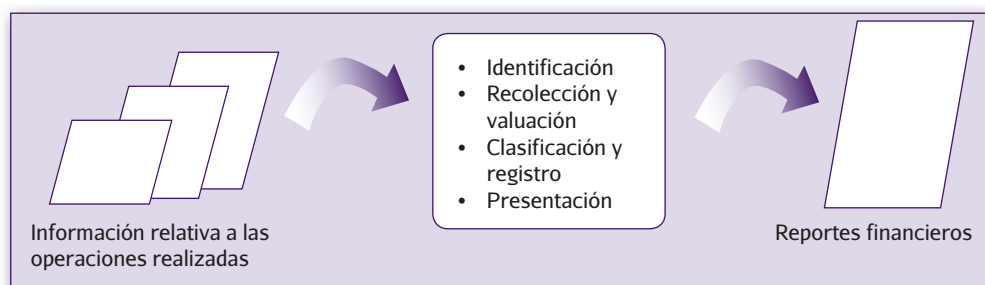 Información relativa a las
operaciones realizadas
• Identificación
• Recolección y
valuación
• Clasificación y
registro
• Presentación
Reportes financieros